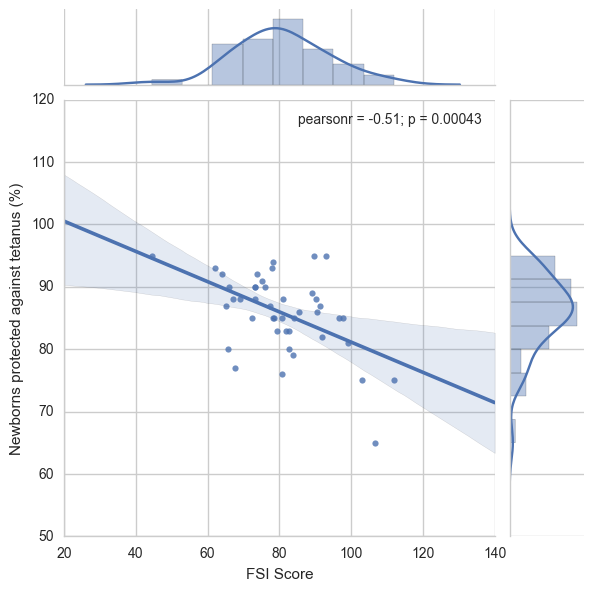 120
pearsonr = -0.51; p = 0.00043
110
100
90
80
70
60
50
Newborns protected against tetanus (%)
20 40 60 80 100 120 140
FSI Score